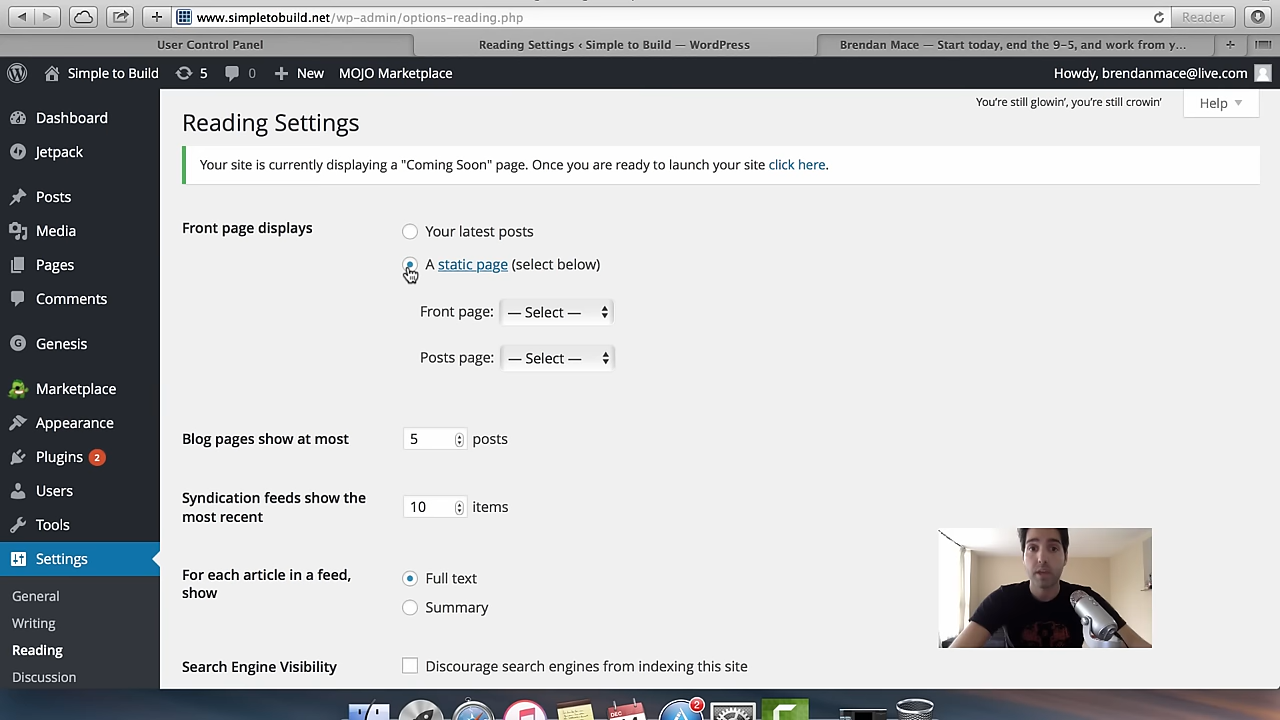 www.simpletobuild.net/wp-admin/options-reading.php
Reader
User Control Panel
Reading Settings ‹ Simple to Build — WordPress
Brendan Mace — Start today, end the 9–5, and work from y...
Simple to Build
5
0
New
MOJO Marketplace
Howdy, brendanmace@live.com
You're still glowin', you're still crowin'
Help
Dashboard
Jetpack
Posts
Media
Pages
Comments
Genesis
Marketplace
Appearance
Plugins 2
Users
Tools
Settings
General
Writing
Reading
Discussion
Reading Settings
Your site is currently displaying a "Coming Soon" page. Once you are ready to launch your site click here.
Front page displays
Your latest posts
A static page (select below)
Front page: — Select —
Posts page: — Select —
Blog pages show at most
5 posts
Syndication feeds show the
most recent
10 items
For each article in a feed,
show
Full text
Summary
Search Engine Visibility
Discourage search engines from indexing this site
DEC
2